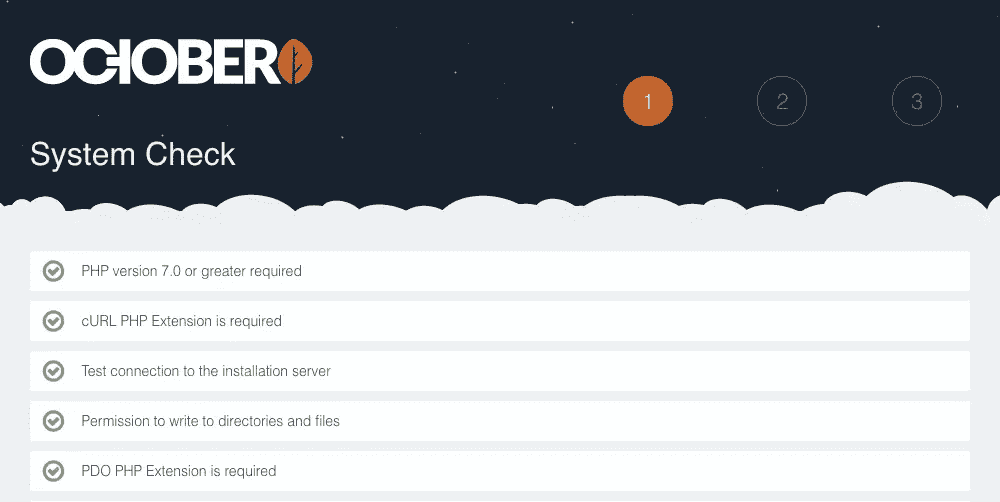 OCTOBER
1
2
3
System Check
PHP version 7.0 or greater required
cURL PHP Extension is required
Test connection to the installation server
Permission to write to directories and files
PDO PHP Extension is required